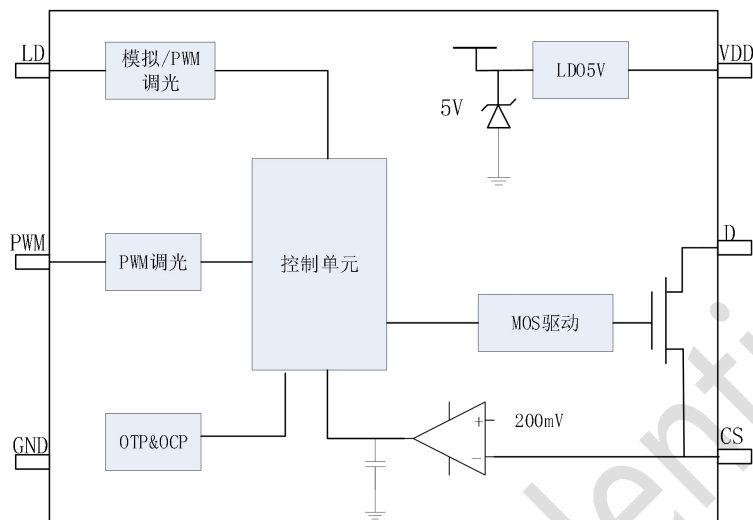 LD
模拟/PWM
调光
LDO5V
VDD
5V
PWM
PWM调光
控制单元
D
MOS驱动
GND
OTP&OCP
200mV
CS
+
-
denti